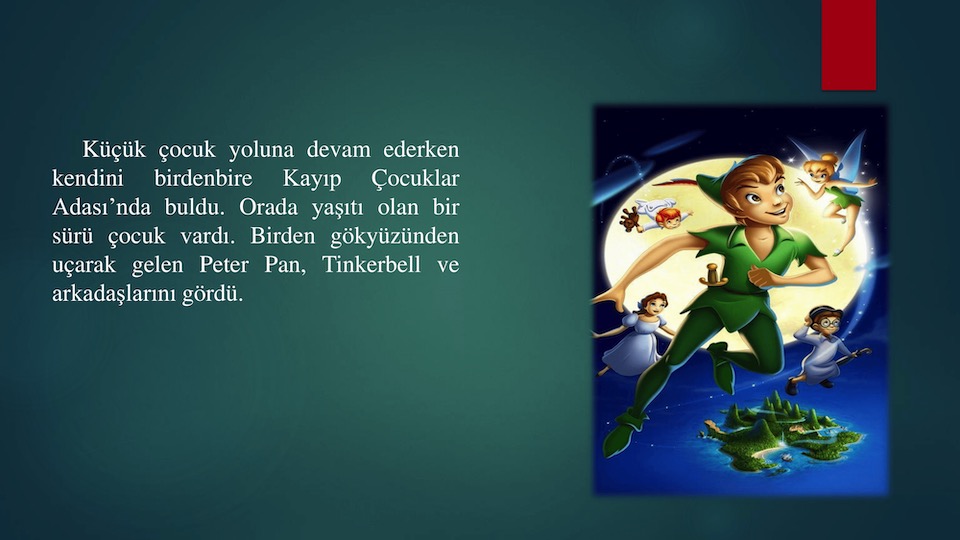 Küçük çocuk yoluna devam ederken
kendini birdenbire Kayıp Çocuklar
Adası’nda buldu. Orada yaşıtı olan bir
sürü çocuk vardı. Birden gökyüzünden
uçarak gelen Peter Pan, Tinkerbell ve
arkadaşlarını gördü.